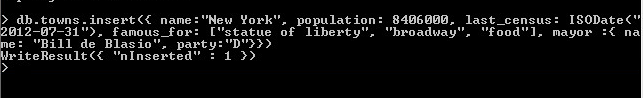 > db.towns.insert({ name:"New York", population: 8406000, last_census: ISODate("
2012-07-31"), famous_for: ["statue of liberty", "broadway", "food"], mayor :{ na
me: "Bill de Blasio", party:"D"}})
WriteResult({ "nInserted" : 1 })
>